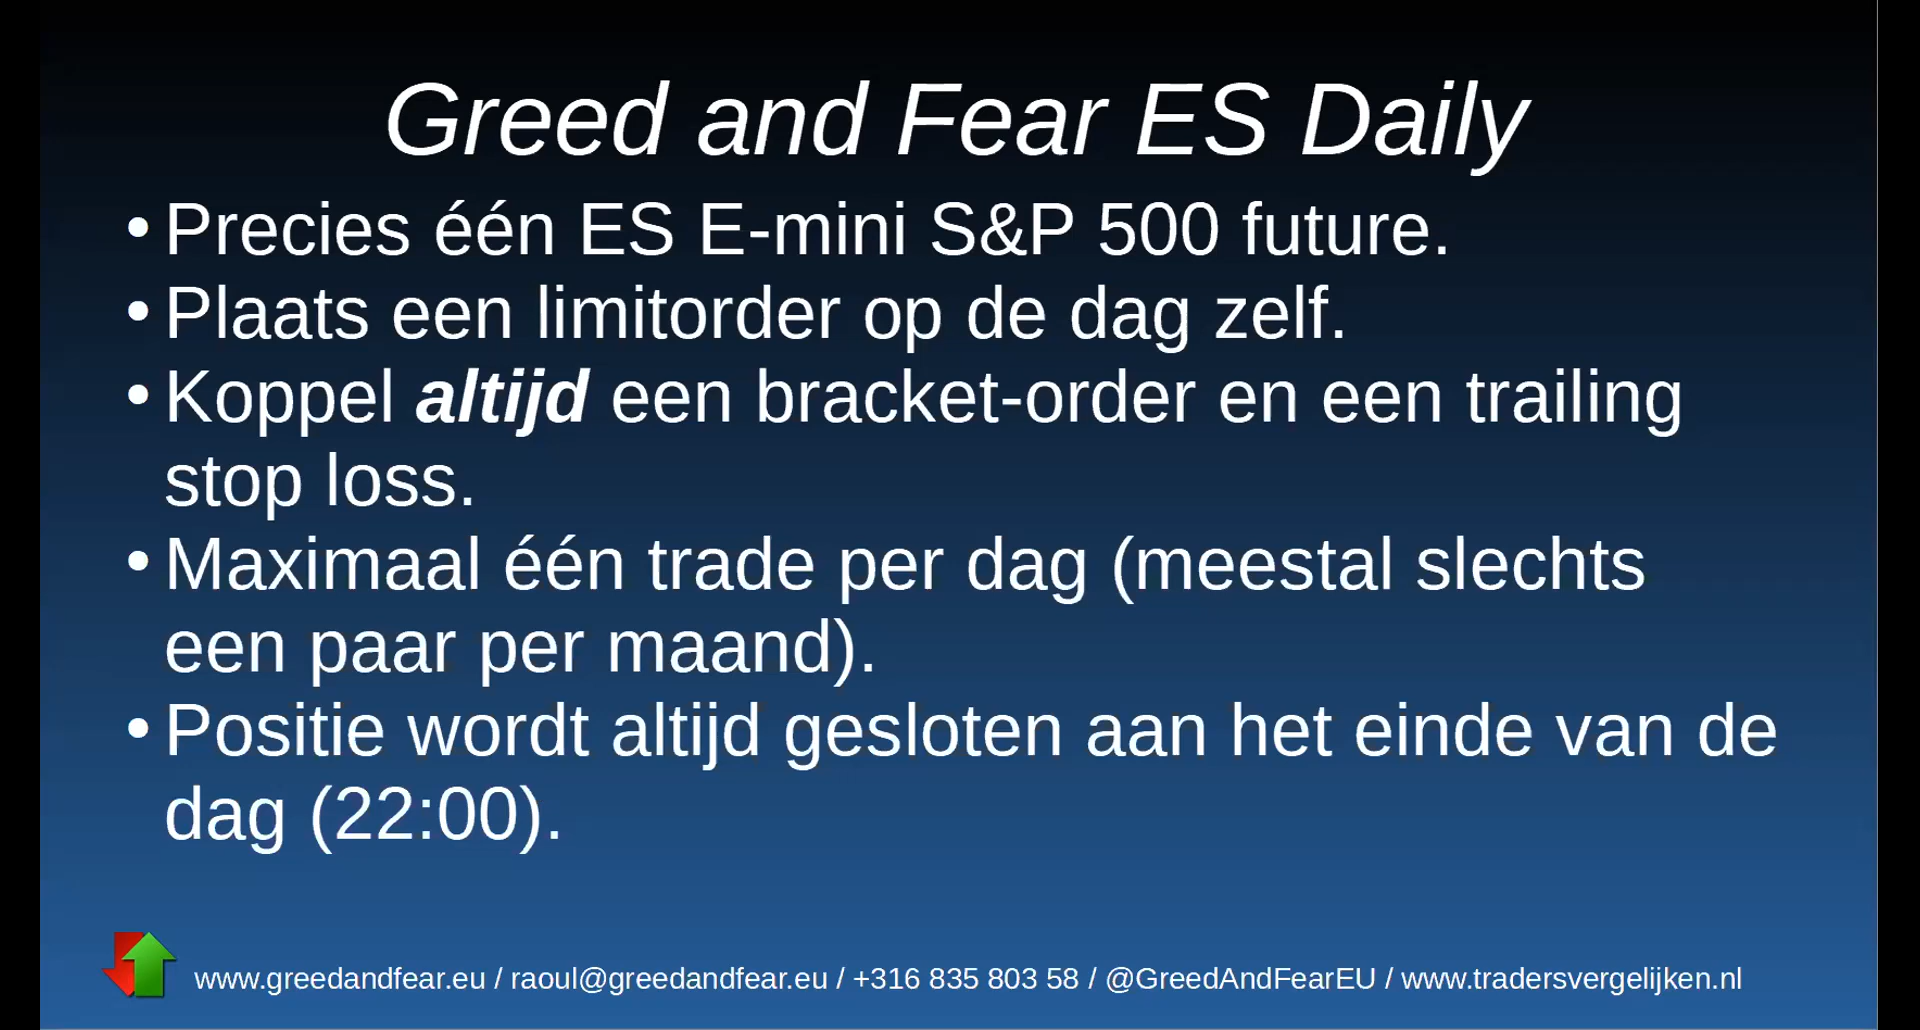 Greed and Fear ES Daily
• Precies één ES E-mini S&P 500 future.
• Plaats een limitorder op de dag zelf.
• Koppel altijd een bracket-order en een trailing
stop loss.
• Maximaal één trade per dag (meestal slechts
een paar per maand).
• Positie wordt altijd gesloten aan het einde van de
dag (22:00).
www.greedandfear.eu / raoul@greedandfear.eu / +316 835 803 58 / @GreedAndFearEU / www.tradersvergelijken.nl